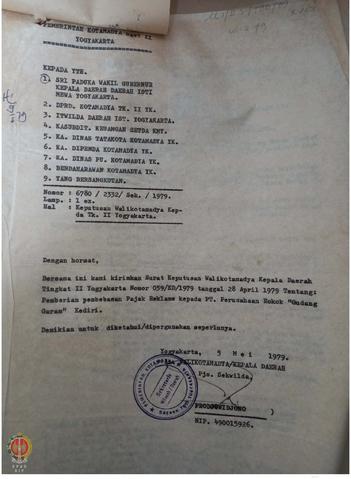 PEMERINTAH KOTAMADYA DATI II
YOGYAKARTA
KEPADA YTH.
1. SRI PADUKA WAKIL GUBERNUR
KEPALA DAERAH DAERAH ISTI
MEWA YOGYAKARTA.
2. DPRD. KOTAMADYA TK. II YK.
3. ITWILDA DAERAH IST. YOGYAKARTA.
4. KASUBDIT. KEUANGAN SETDA KMY.
5. KA. DINAS TATAKOTA KOTAMADYA YK.
6. KA. DIPENDA KOTAMADYA YK.
7. KA. DINAS PU. KOTAMADYA YK.
8. BENDAHARAWAN KOTAMADYA YK.
9. YANG BERSANGKUTAN.
Nomor : 6780 / 2332/ Sek. / 1979.
Lamp. : 1 ex.
Hal : Keputusan Walikotamadya Kep-
da Tk. II Yogyakarta.
Dengan hormat,
Bersama ini kami kirimkan Surat Keputusan Walikotamadya Kepala Daerah
Tingkat II Yogyakarta Nomor 059/KD/1979 tanggal 28 April 1979 Tentang:
Pemberian pembebasan Pajak Reklame kepada PT. Perusahaan Rokok "Gudang
Garam" Kediri.
Demikian untuk diketahui/dipergunakan seperlunya.
Yogyakarta, 5 Mei 1979.
WALIKOTAMADYA/KEPALA DAERAH
Pjs. Sekwilda,
PRODJOWIDJONO )
NIP. 490015926.